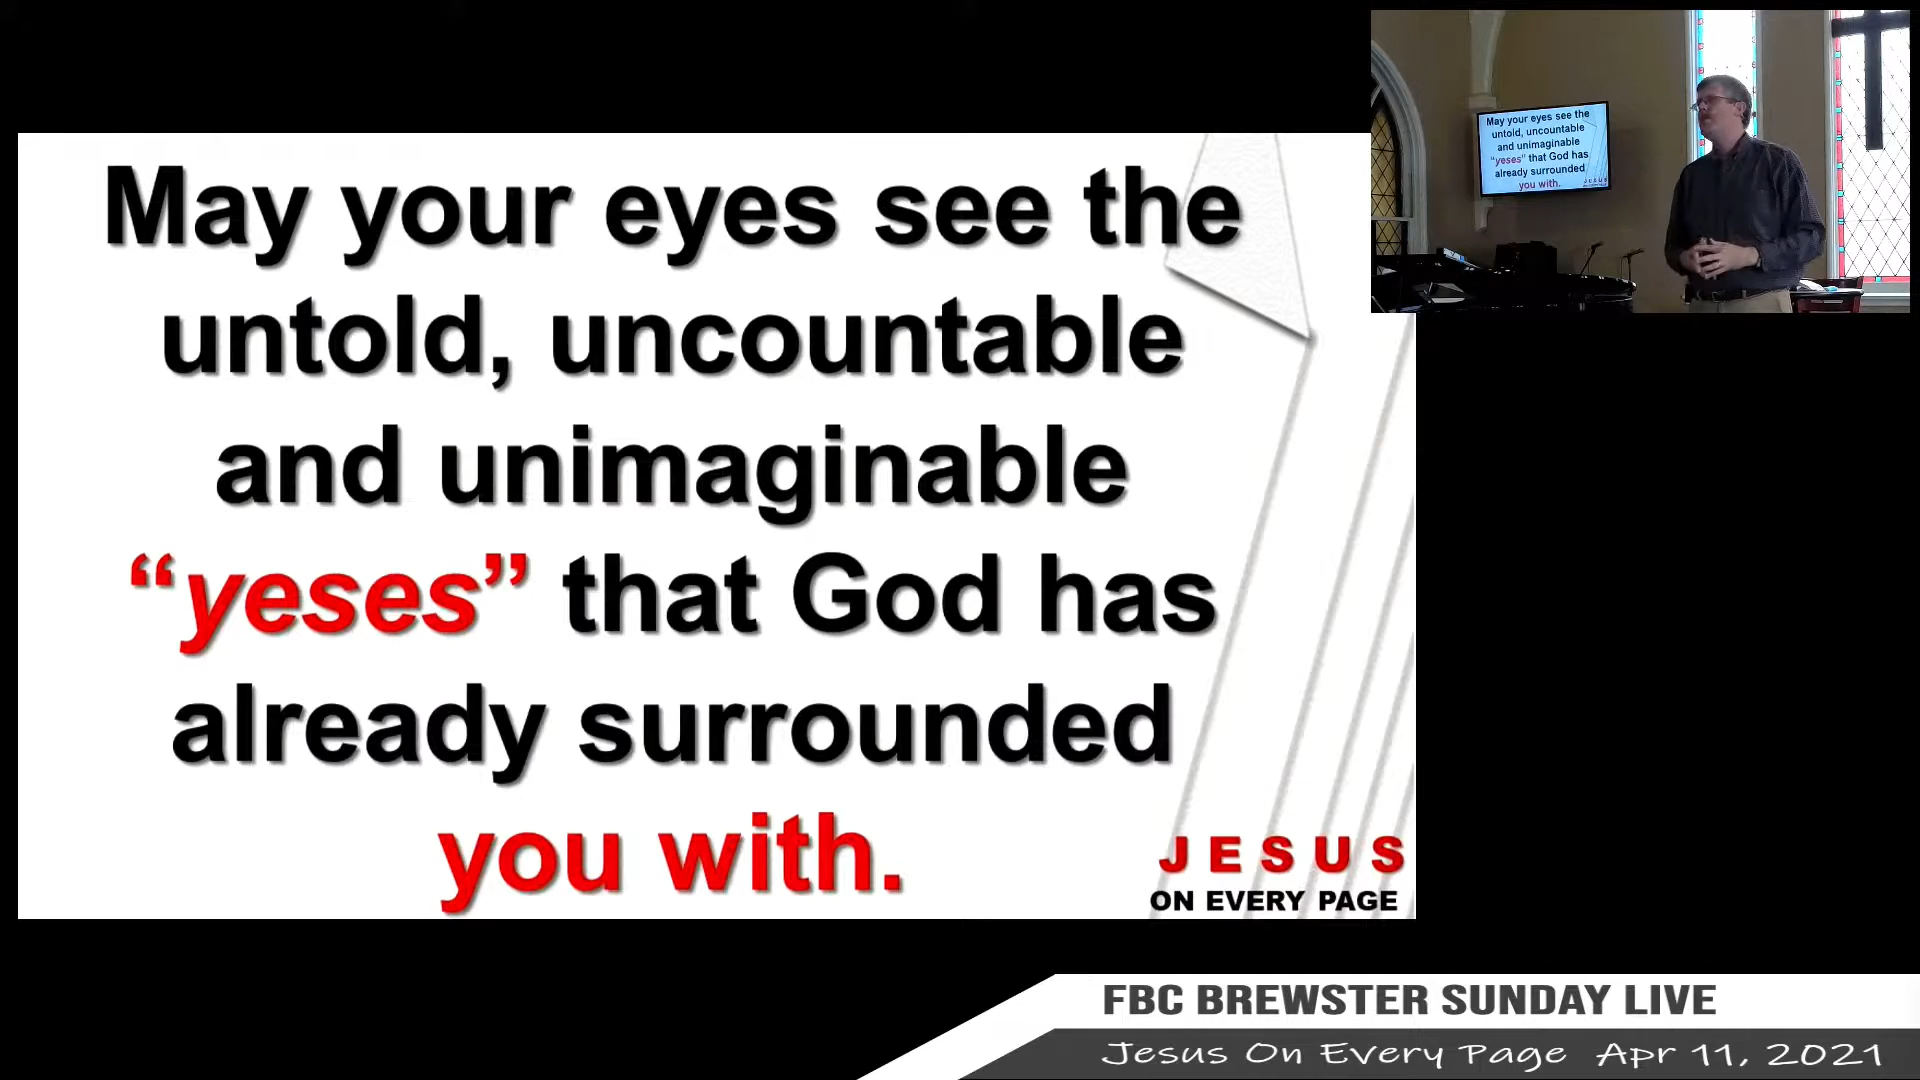 May your eyes see the
untold, uncountable
and unimaginable
“yeses” that God has
already surrounded
you with.
JESUS
ON EVERY PAGE
May your eyes see the
untold, uncountable
and unimaginable
“yeses” that God has
already surrounded
you with.
JESUS
FBC BREWSTER SUNDAY LIVE
Jesus On Every Page Apr 11, 2021